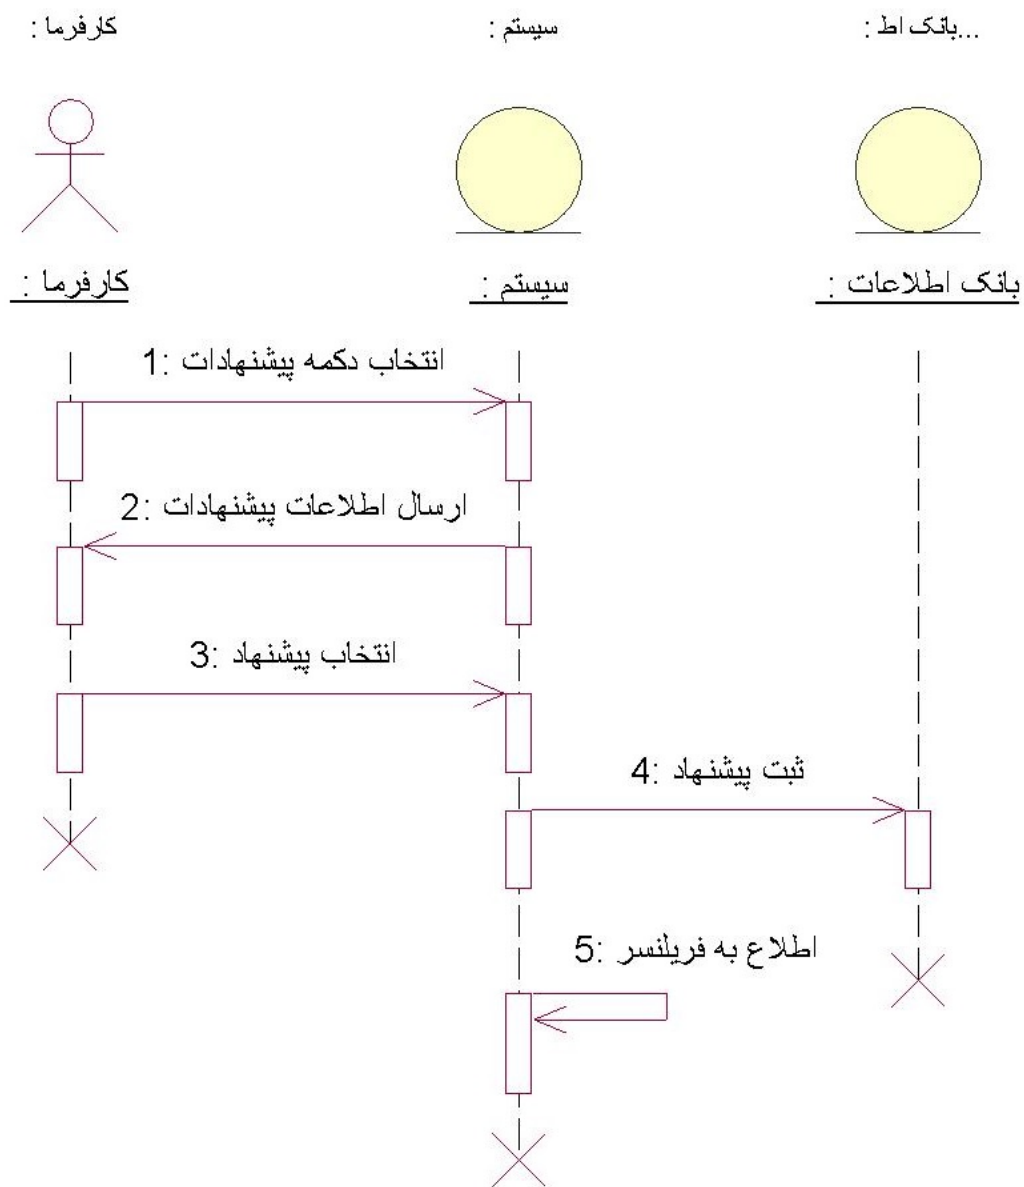 کارفرما :
سیستم :
بانک اط... :
کارفرما :
سیستم :
بانک اطلاعات :
1: انتخاب دکمه پیشنهادات
2: ارسال اطلاعات پیشنهادات
3: انتخاب پیشنهاد
4: ثبت پیشنهاد
5: اطلاع به فریلنسر